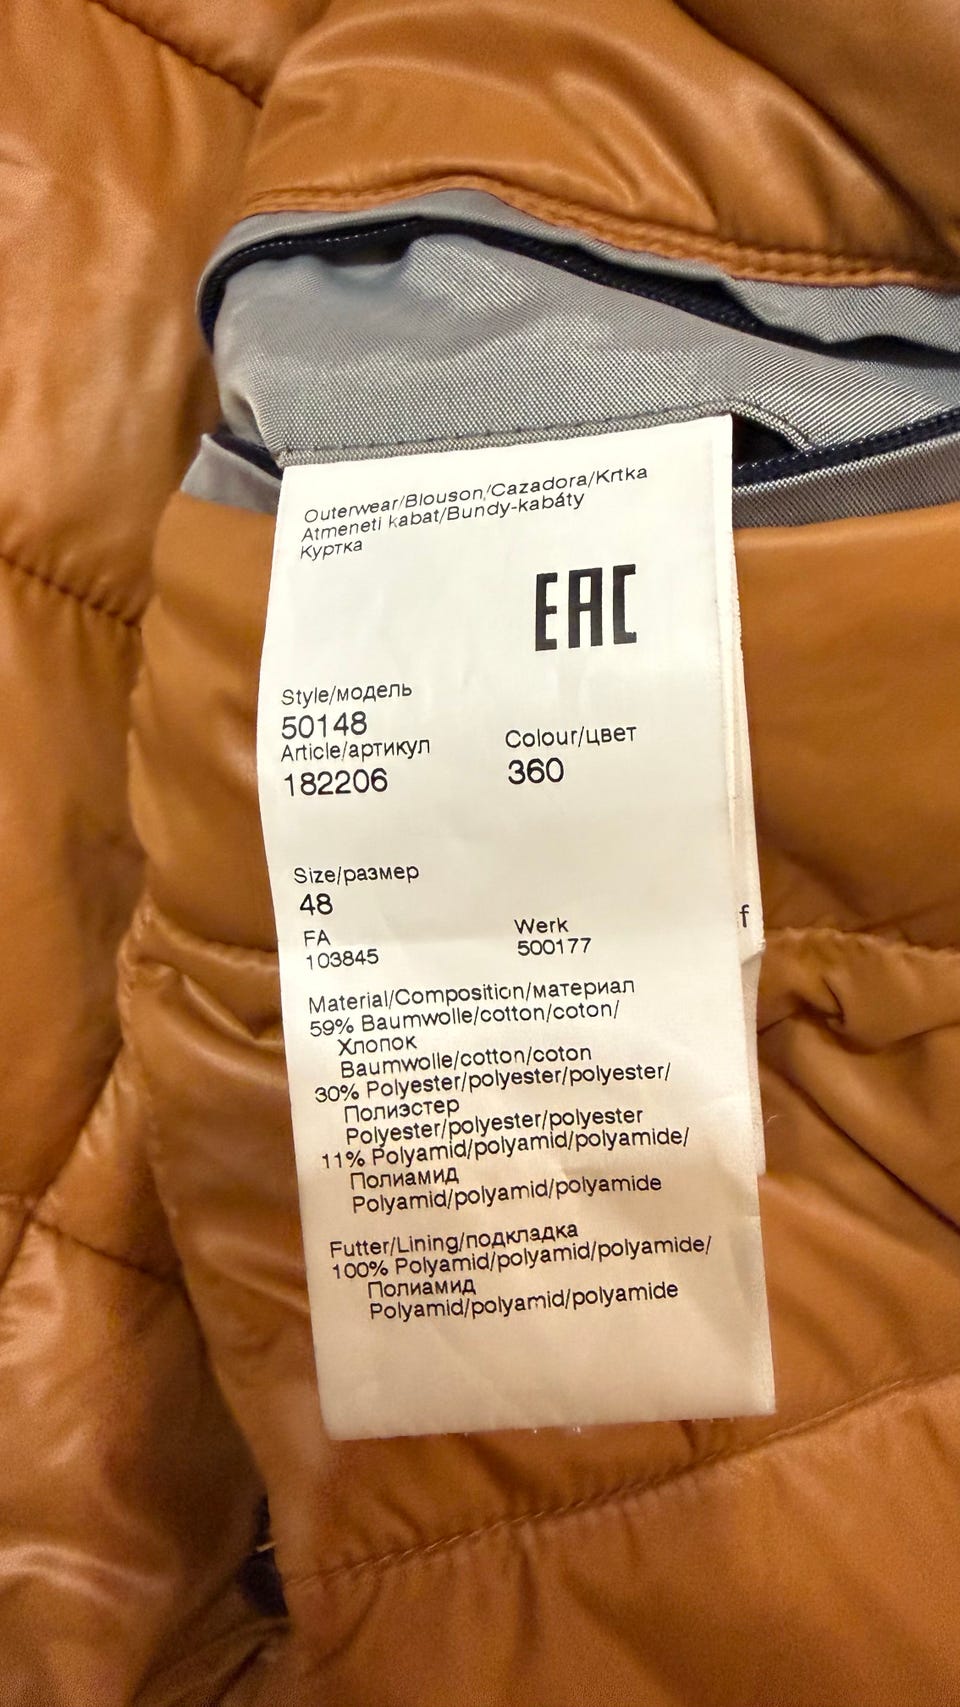 Outerwear/Blouson/Cazadora/Krtka
Atmeneti kabat/Bundy-kabáty
Куртка
EAC
Style/модель
50148
Article/артикул
182206
Colour/цвет
360
Size/размер
48
FA
103845
Werk
500177
f
Material/Composition/материал
59% Baumwolle/cotton/coton/
Хлопок
Baumwolle/cotton/coton
30% Polyester/polyester/polyester/
Полиэстер
Polyester/polyester/polyester
11% Polyamid/polyamid/polyamide/
Полиамид
Polyamid/polyamid/polyamide
Futter/Lining/подкладка
100% Polyamid/polyamid/polyamide/
Полиамид
Polyamid/polyamid/polyamide